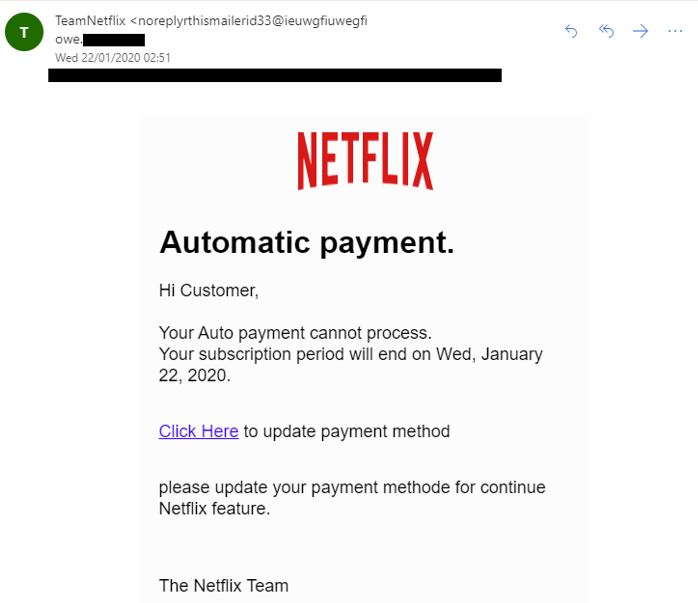 T
TeamNetflix <noreplyrthismailerid33@ieuwgfiuwegfi
owe.
Wed 22/01/2020 02:51
NETFLIX
Automatic payment.
Hi Customer,
Your Auto payment cannot process.
Your subscription period will end on Wed, January
22, 2020.
Click Here to update payment method
please update your payment methode for continue
Netflix feature.
The Netflix Team